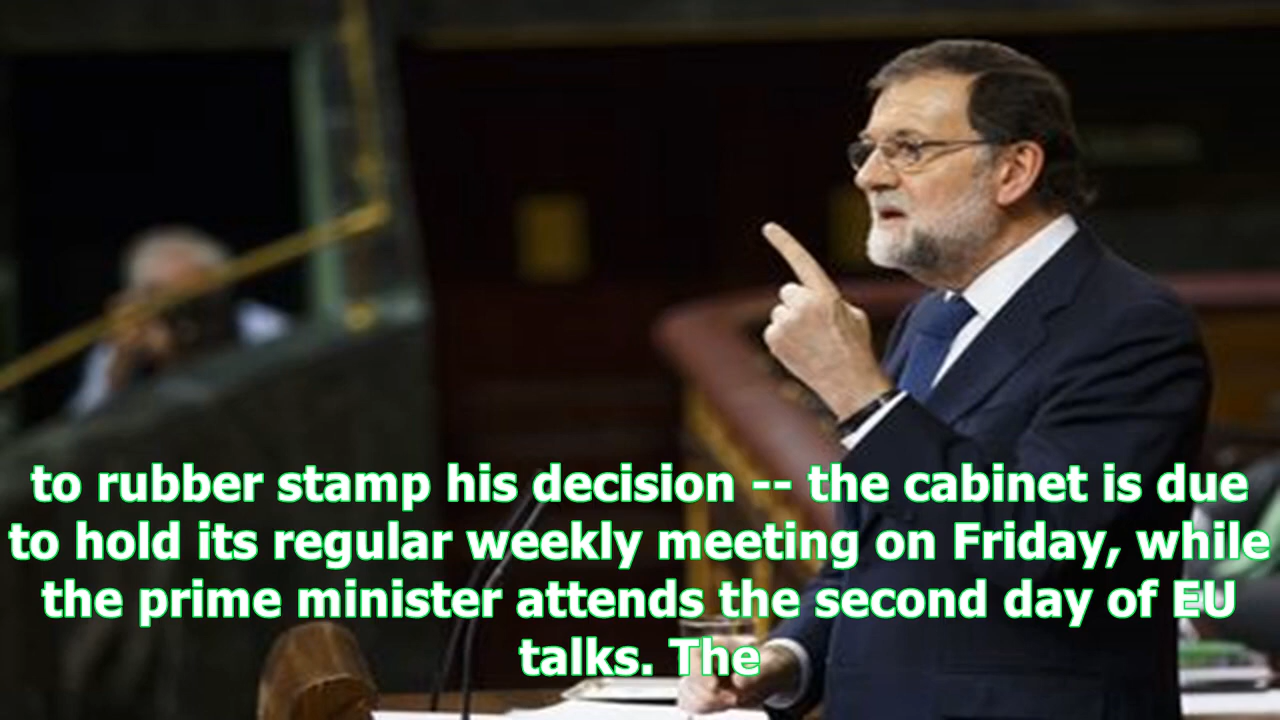 to rubber stamp his decision -- the cabinet is due
to hold its regular weekly meeting on Friday, while
the prime minister attends the second day of EU
talks. The